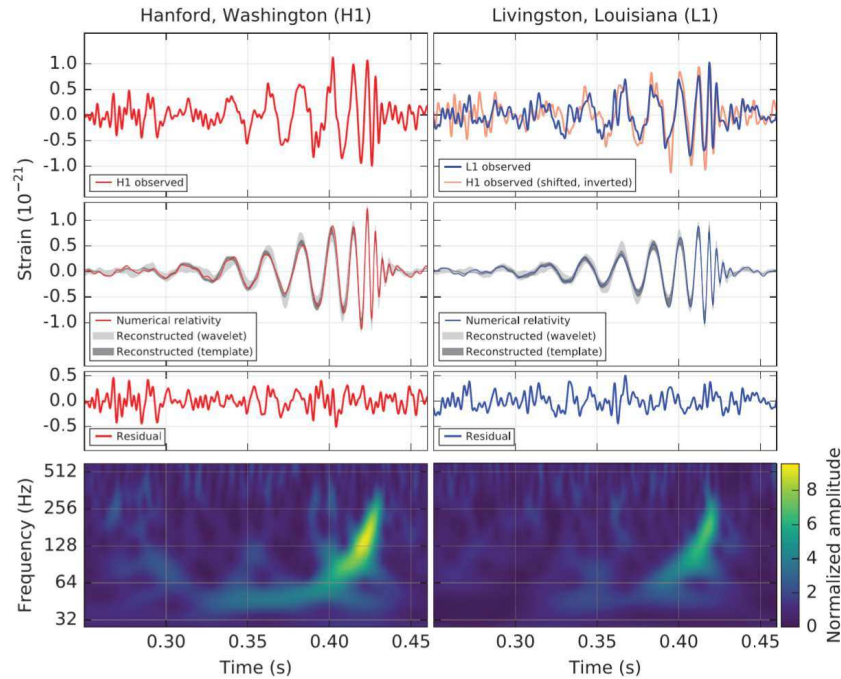 Hanford, Washington (H1)
Livingston, Louisiana (L1)
Strain (10⁻²¹)
1.0
0.5
0.0
-0.5
-1.0
H1 observed
L1 observed
H1 observed (shifted, inverted)
1.0
0.5
0.0
-0.5
-1.0
Numerical relativity
Reconstructed (wavelet)
Reconstructed (template)
Numerical relativity
Reconstructed (wavelet)
Reconstructed (template)
0.5
0.0
-0.5
Residual
Residual
Frequency (Hz)
512
256
128
64
32
0.30
0.35
0.40
0.45
Time (s)
0.30
0.35
0.40
0.45
Time (s)
8
6
4
2
0
Normalized amplitude